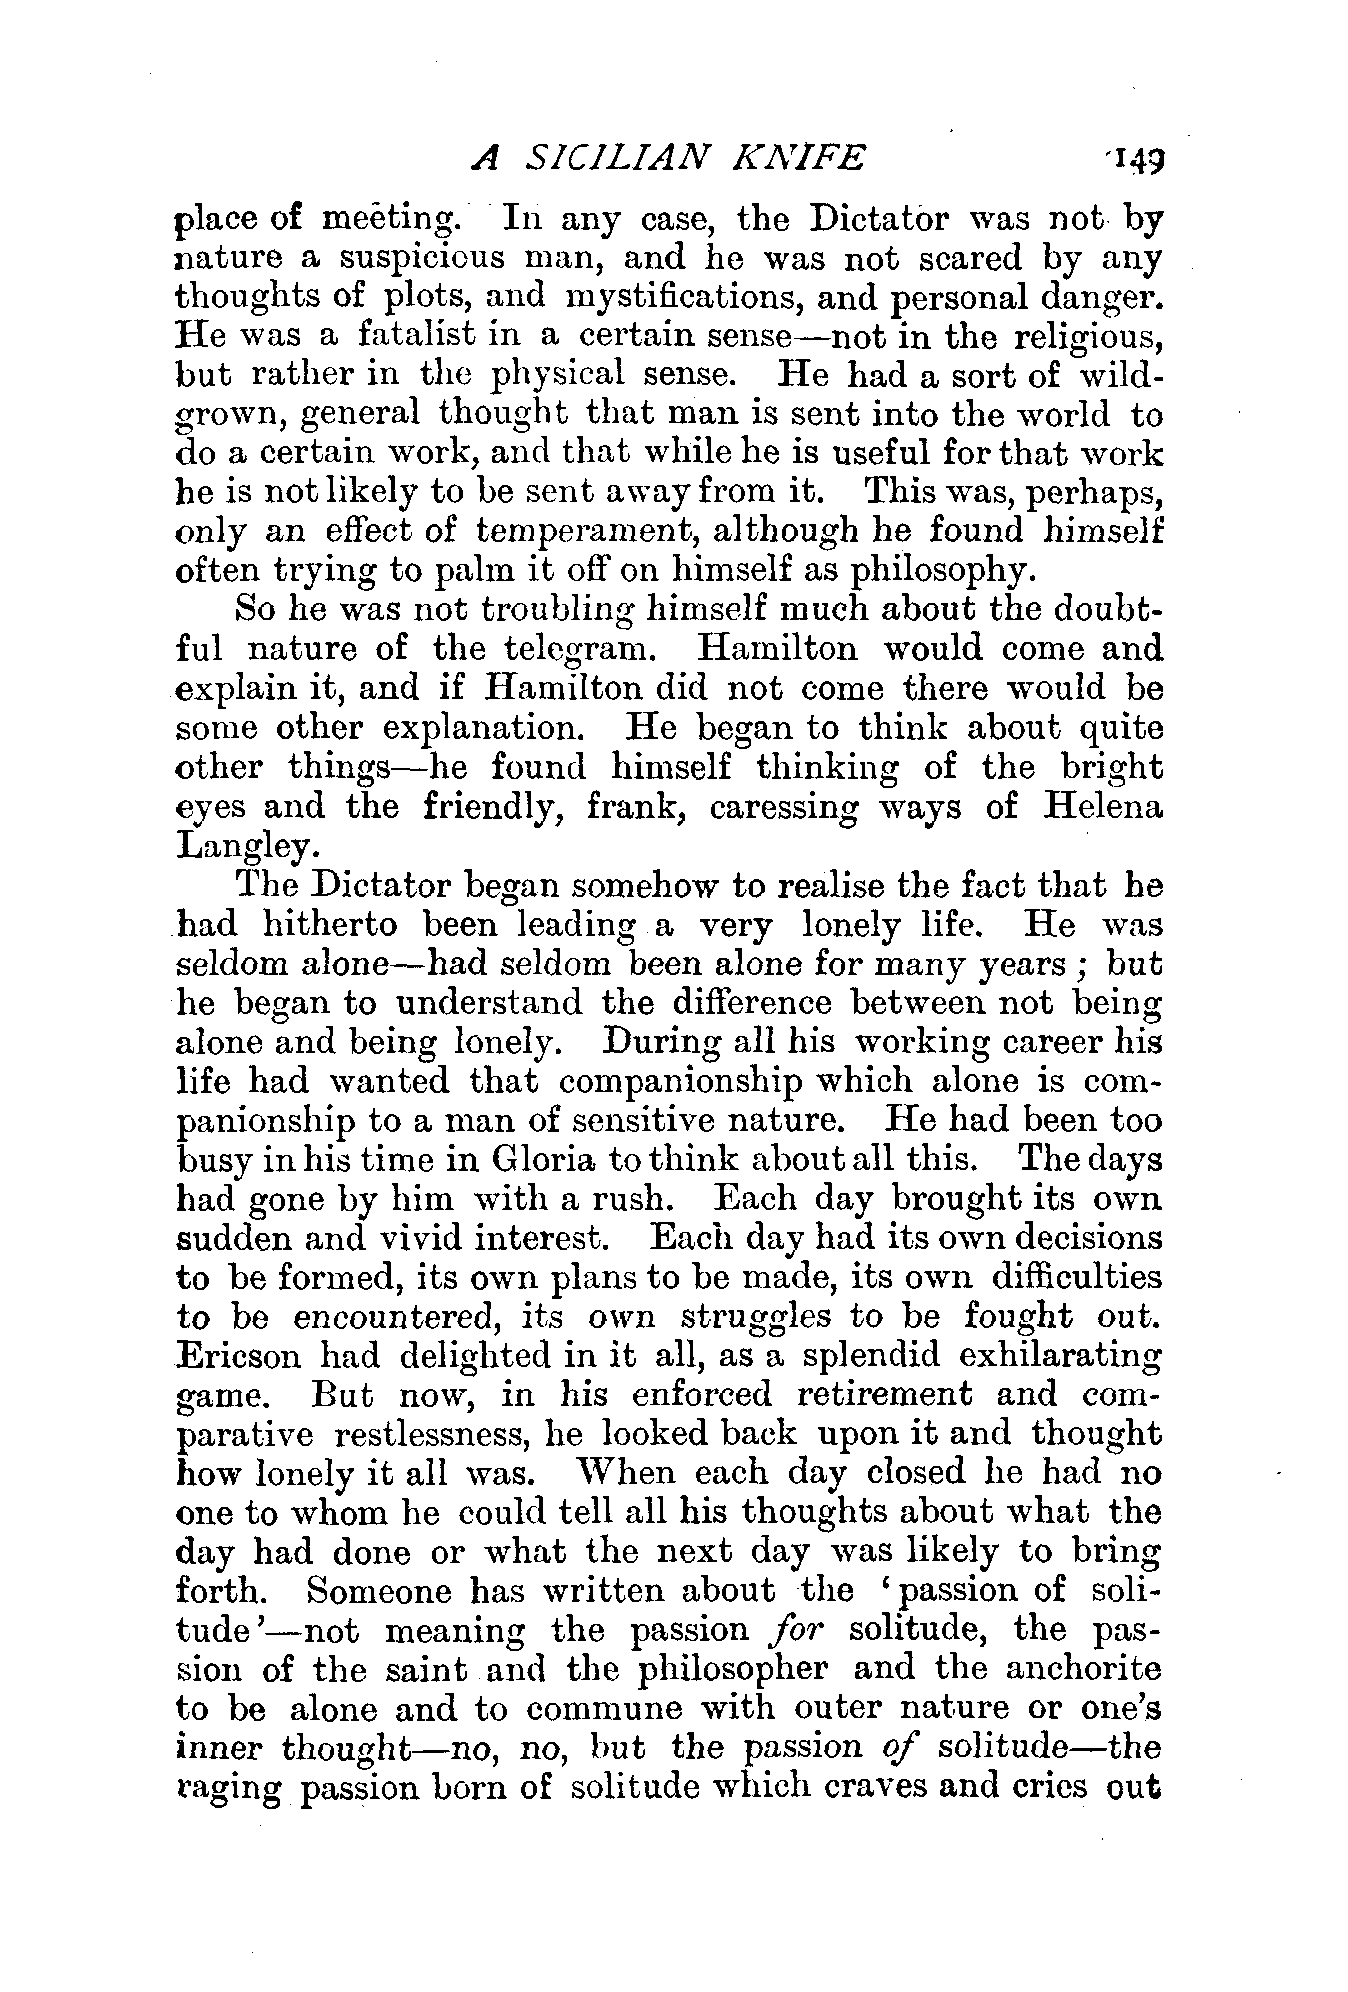 A SICILIAN KNIFE 149
place of meeting. In any case, the Dictator was not by
nature a suspicious man, and he was not scared by any
thoughts of plots, and mystifications, and personal danger.
He was a fatalist in a certain sense—not in the religious,
but rather in the physical sense. He had a sort of wild-
grown, general thought that man is sent into the world to
do a certain work, and that while he is useful for that work
he is not likely to be sent away from it. This was, perhaps,
only an effect of temperament, although he found himself
often trying to palm it off on himself as philosophy.
So he was not troubling himself much about the doubt-
ful nature of the telegram. Hamilton would come and
explain it, and if Hamilton did not come there would be
some other explanation. He began to think about quite
other things—he found himself thinking of the bright
eyes and the friendly, frank, caressing ways of Helena
Langley.
The Dictator began somehow to realise the fact that he
had hitherto been leading a very lonely life. He was
seldom alone—had seldom been alone for many years; but
he began to understand the difference between not being
alone and being lonely. During all his working career his
life had wanted that companionship which alone is com-
panionship to a man of sensitive nature. He had been too
busy in his time in Gloria to think about all this. The days
had gone by him with a rush. Each day brought its own
sudden and vivid interest. Each day had its own decisions
to be formed, its own plans to be made, its own difficulties
to be encountered, its own struggles to be fought out.
Ericson had delighted in it all, as a splendid exhilarating
game. But now, in his enforced retirement and com-
parative restlessness, he looked back upon it and thought
how lonely it all was. When each day closed he had no
one to whom he could tell all his thoughts about what the
day had done or what the next day was likely to bring
forth. Someone has written about the ‘passion of soli-
tude’—not meaning the passion for solitude, the pas-
sion of the saint and the philosopher and the anchorite
to be alone and to commune with outer nature or one’s
inner thought—no, no, but the passion of solitude—the
raging passion born of solitude which craves and cries out